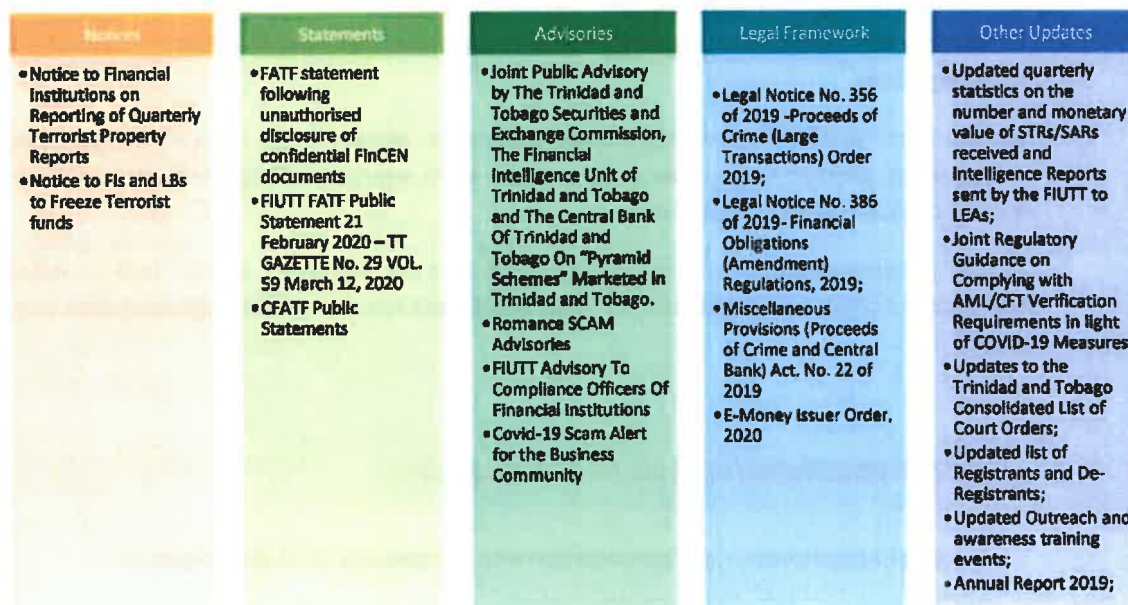 Notices
• Notice to Financial
Institutions on
Reporting of Quarterly
Terrorist Property
Reports
• Notice to FIs and LBs
to Freeze Terrorist
funds
Statements
• FATF statement
following
unauthorised
disclosure of
confidential FinCEN
documents
• FIUTT FATF Public
Statement 21
February 2020 – TT
GAZETTE No. 29 VOL.
59 March 12, 2020
• CFATF Public
Statements
Advisories
• Joint Public Advisory
by The Trinidad and
Tobago Securities and
Exchange Commission,
The Financial
Intelligence Unit of
Trinidad and Tobago
and The Central Bank
Of Trinidad and
Tobago On "Pyramid
Schemes" Marketed in
Trinidad and Tobago.
• Romance SCAM
Advisories
• FIUTT Advisory To
Compliance Officers Of
Financial Institutions
• Covid-19 Scam Alert
for the Business
Community
Legal Framework
• Legal Notice No. 356
of 2019 -Proceeds of
Crime (Large
Transactions) Order
2019;
• Legal Notice No. 386
of 2019- Financial
Obligations
(Amendment)
Regulations, 2019;
• Miscellaneous
Provisions (Proceeds
of Crime and Central
Bank) Act. No. 22 of
2019
• E-Money Issuer Order,
2020
Other Updates
• Updated quarterly
statistics on the
number and monetary
value of STRs/SARs
received and
Intelligence Reports
sent by the FIUTT to
LEAs;
• Joint Regulatory
Guidance on
Complying with
AML/CFT Verification
Requirements in light
of COVID-19 Measures
• Updates to the
Trinidad and Tobago
Consolidated List of
Court Orders;
• Updated list of
Registrants and De-
Registrants;
• Updated Outreach and
awareness training
events;
• Annual Report 2019;